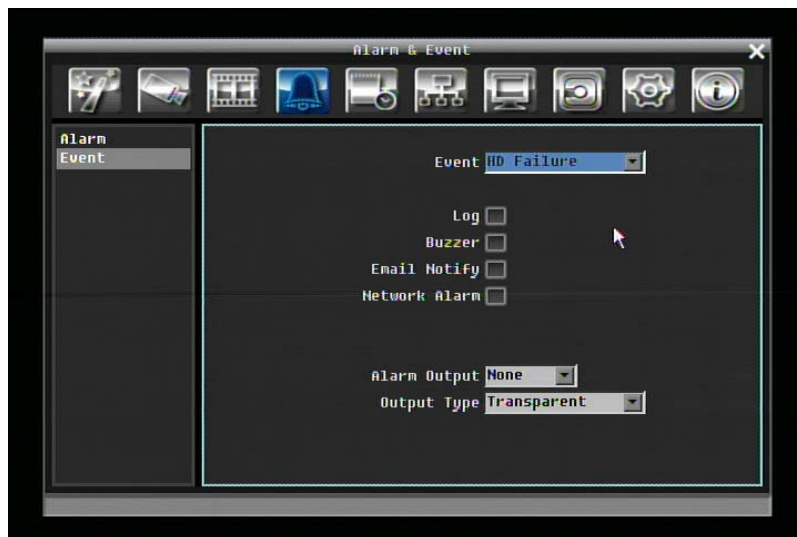 Alarm & Event
Alarm
Event
Event HD Failure
Log
Buzzer
Email Notify
Network Alarm
Alarm Output None
Output Type Transparent